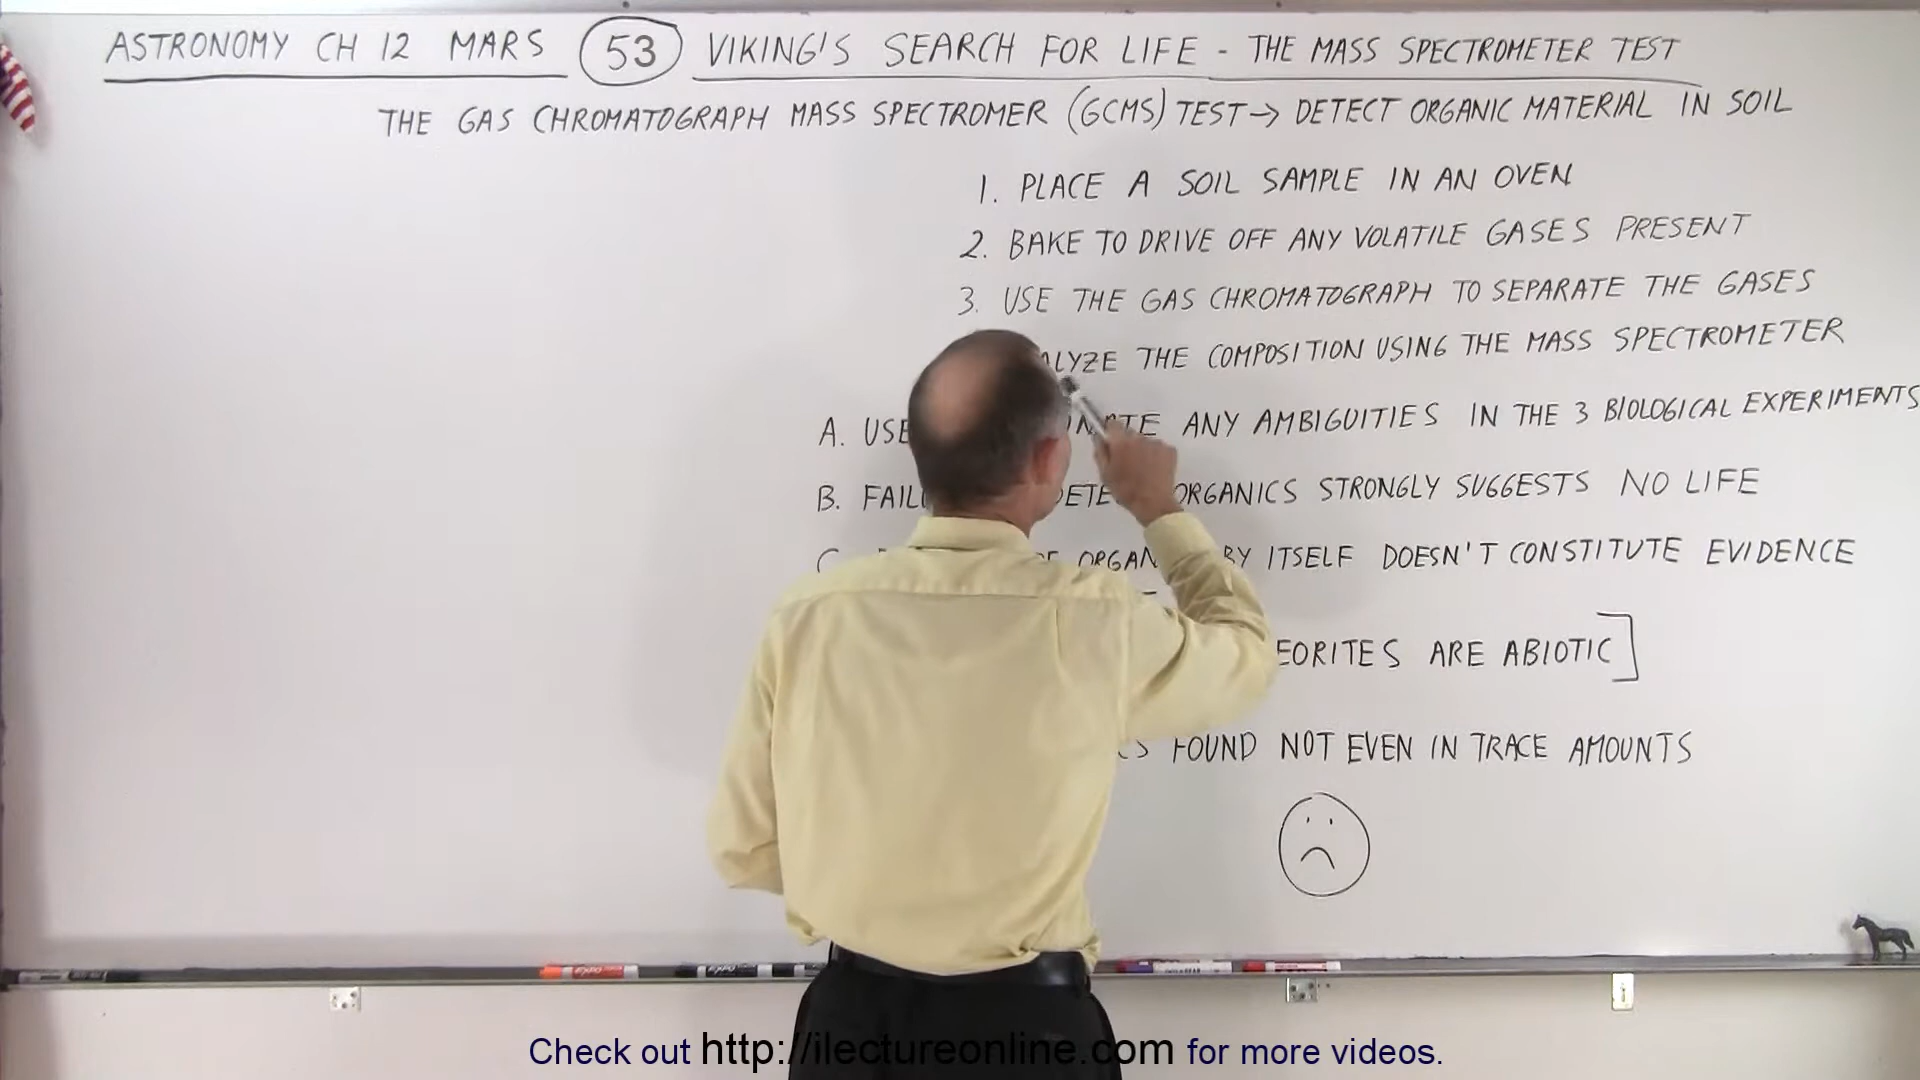 ASTRONOMY CH 12 MARS 53 VIKING'S SEARCH FOR LIFE - THE MASS SPECTROMETER TEST
THE GAS CHROMATOGRAPH MASS SPECTROMER (GCMS) TEST → DETECT ORGANIC MATERIAL IN SOIL
1. PLACE A SOIL SAMPLE IN AN OVEN
2. BAKE TO DRIVE OFF ANY VOLATILE GASES PRESENT
3. USE THE GAS CHROMATOGRAPH TO SEPARATE THE GASES
THE COMPOSITION USING THE MASS SPECTROMETER
A. USE ANY AMBIGUITIES IN THE 3 BIOLOGICAL EXPERIMENTS
B. ORGANICS STRONGLY SUGGESTS NO LIFE
BY ITSELF DOESN'T CONSTITUTE EVIDENCE
ARE ABIOTIC]
FOUND NOT EVEN IN TRACE AMOUNTS
Check out http://ilectureonline.com for more videos.